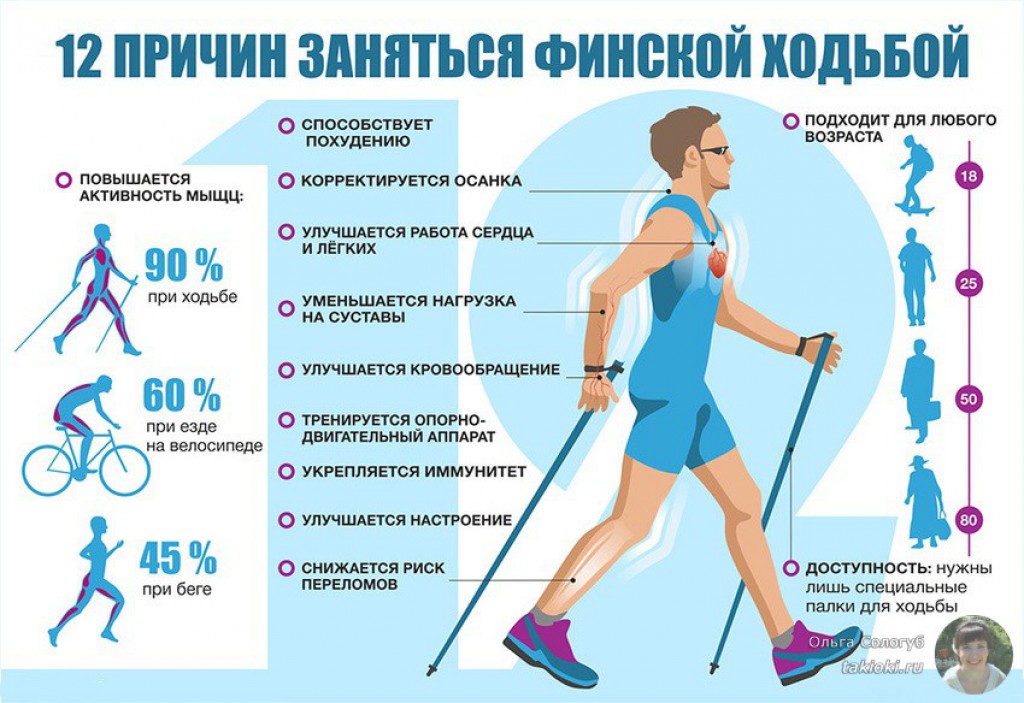 12 ПРИЧИН ЗАНЯТЬСЯ ФИНСКОЙ ХОДЬБОЙ
ПОВЫШАЕТСЯ
АКТИВНОСТЬ МЫЩЦ:
90 %
при ходьбе
60 %
при езде
на велосипеде
45 %
при беге
СПОСОБСТВУЕТ
ПОХУДЕНИЮ
КОРРЕКТИРУЕТСЯ ОСАНКА
УЛУЧШАЕТСЯ РАБОТА СЕРДЦА
И ЛЁГКИХ
УМЕНЬШАЕТСЯ НАГРУЗКА
НА СУСТАВЫ
УЛУЧШАЕТСЯ КРОВООБРАЩЕНИЕ
ТРЕНИРУЕТСЯ ОПОРНО-
ДВИГАТЕЛЬНЫЙ АППАРАТ
УКРЕПЛЯЕТСЯ ИММУНИТЕТ
УЛУЧШАЕТСЯ НАСТРОЕНИЕ
СНИЖАЕТСЯ РИСК
ПЕРЕЛОМОВ
12
ПОДХОДИТ ДЛЯ ЛЮБОГО
ВОЗРАСТА
18
25
50
80
ДОСТУПНОСТЬ: нужны
лишь специальные
палки для ходьбы
Ольга Сологуб
takioki.ru